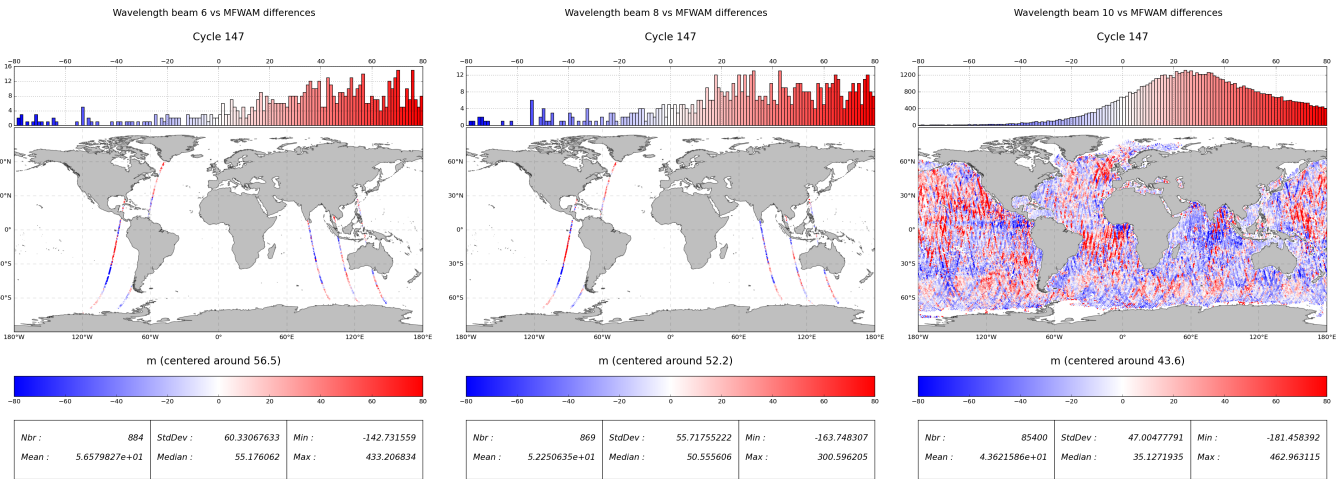 Wavelength beam 6 vs MFWAM differences
Cycle 147
−80 −60 −40 −20 0 20 40 60 80
16
12
8
4
0
60°N
30°N
0°
30°S
60°S
180°W 120°W 60°W 0° 60°E 120°E 180°E
m (centered around 56.5)
−80 −60 −40 −20 0 20 40 60 80
Nbr : 884 StdDev : 60.33067633 Min : -142.731559
Mean : 5.6579827e+01 Median : 55.176062 Max : 433.206834
Wavelength beam 8 vs MFWAM differences
Cycle 147
−80 −60 −40 −20 0 20 40 60 80
12
8
4
0
60°N
30°N
0°
30°S
60°S
180°W 120°W 60°W 0° 60°E 120°E 180°E
m (centered around 52.2)
−80 −60 −40 −20 0 20 40 60 80
Nbr : 869 StdDev : 55.71755222 Min : -163.748307
Mean : 5.2250635e+01 Median : 50.555606 Max : 300.596205
Wavelength beam 10 vs MFWAM differences
Cycle 147
−80 −60 −40 −20 0 20 40 60 80
1200
800
400
0
60°N
30°N
0°
30°S
60°S
180°W 120°W 60°W 0° 60°E 120°E 180°E
m (centered around 43.6)
−80 −60 −40 −20 0 20 40 60 80
Nbr : 85400 StdDev : 47.00477791 Min : -181.458392
Mean : 4.3621586e+01 Median : 35.1271935 Max : 462.963115